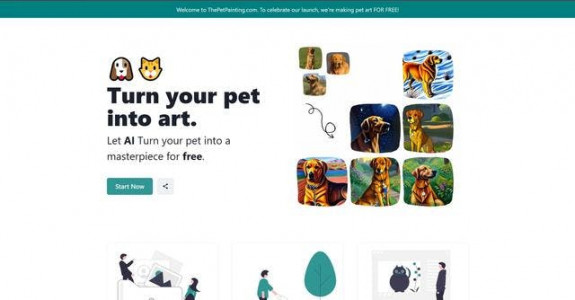 Welcome to ThePetPainting.com. To celebrate our launch, we're making pet art FOR FREE!
Turn your pet
into art.
Let AI Turn your pet into a
masterpiece for free.
Start Now